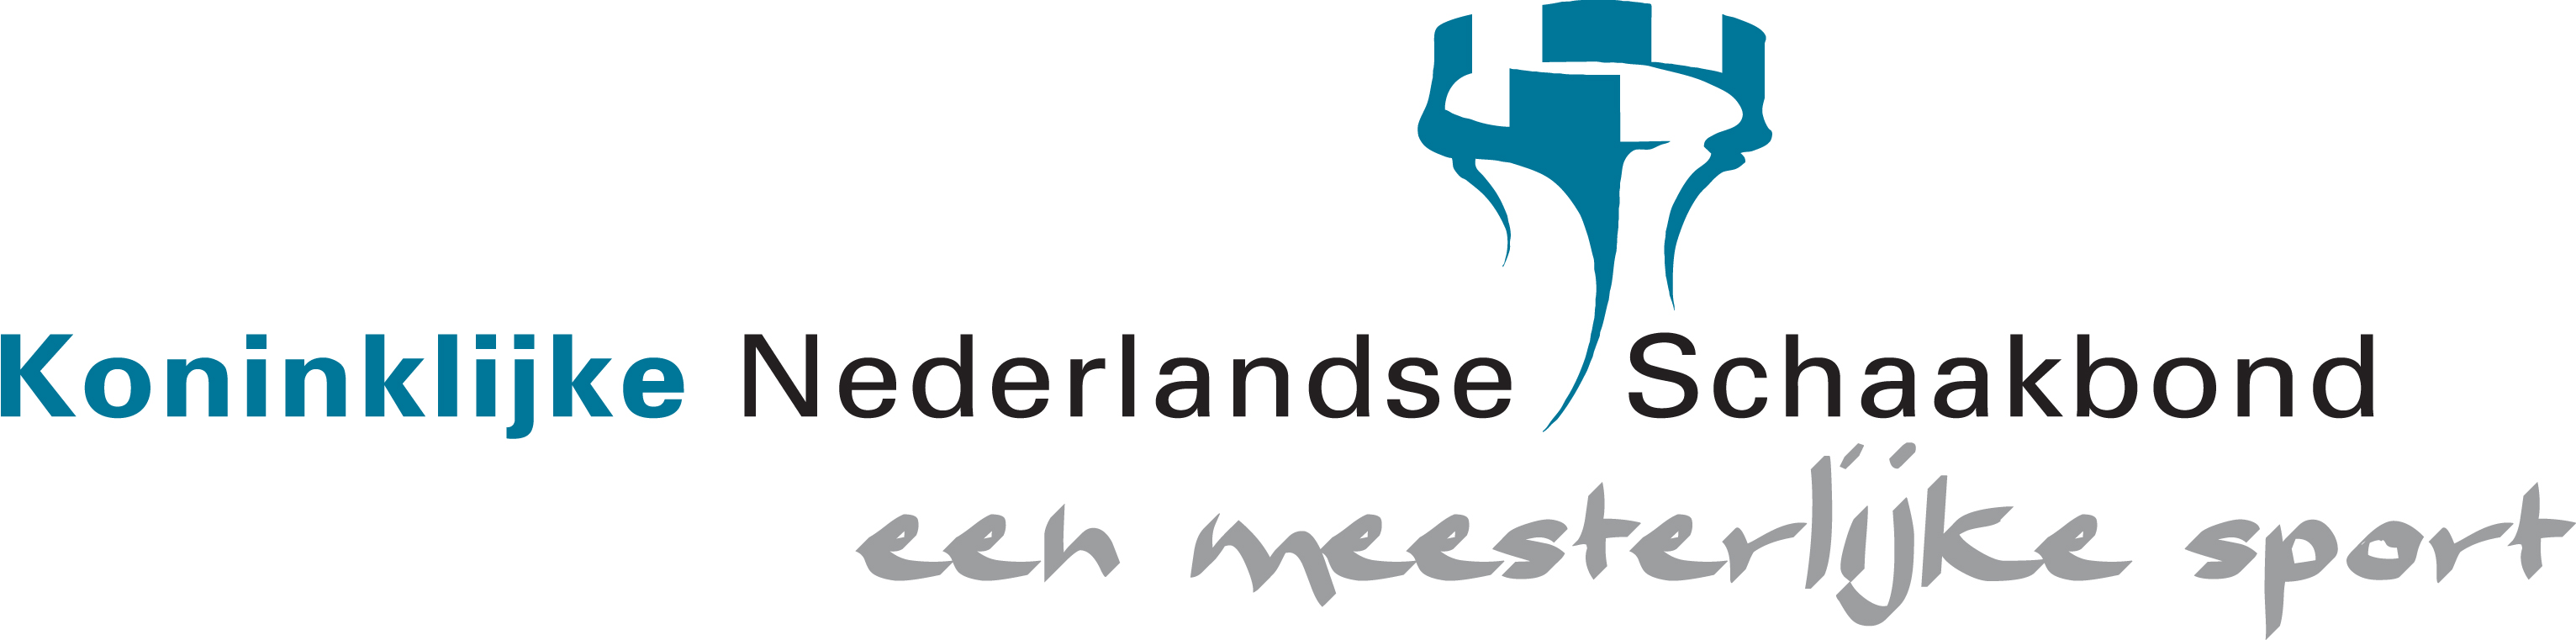 Koninklijke Nederlandse Schaakbond
een meesterlijke sport